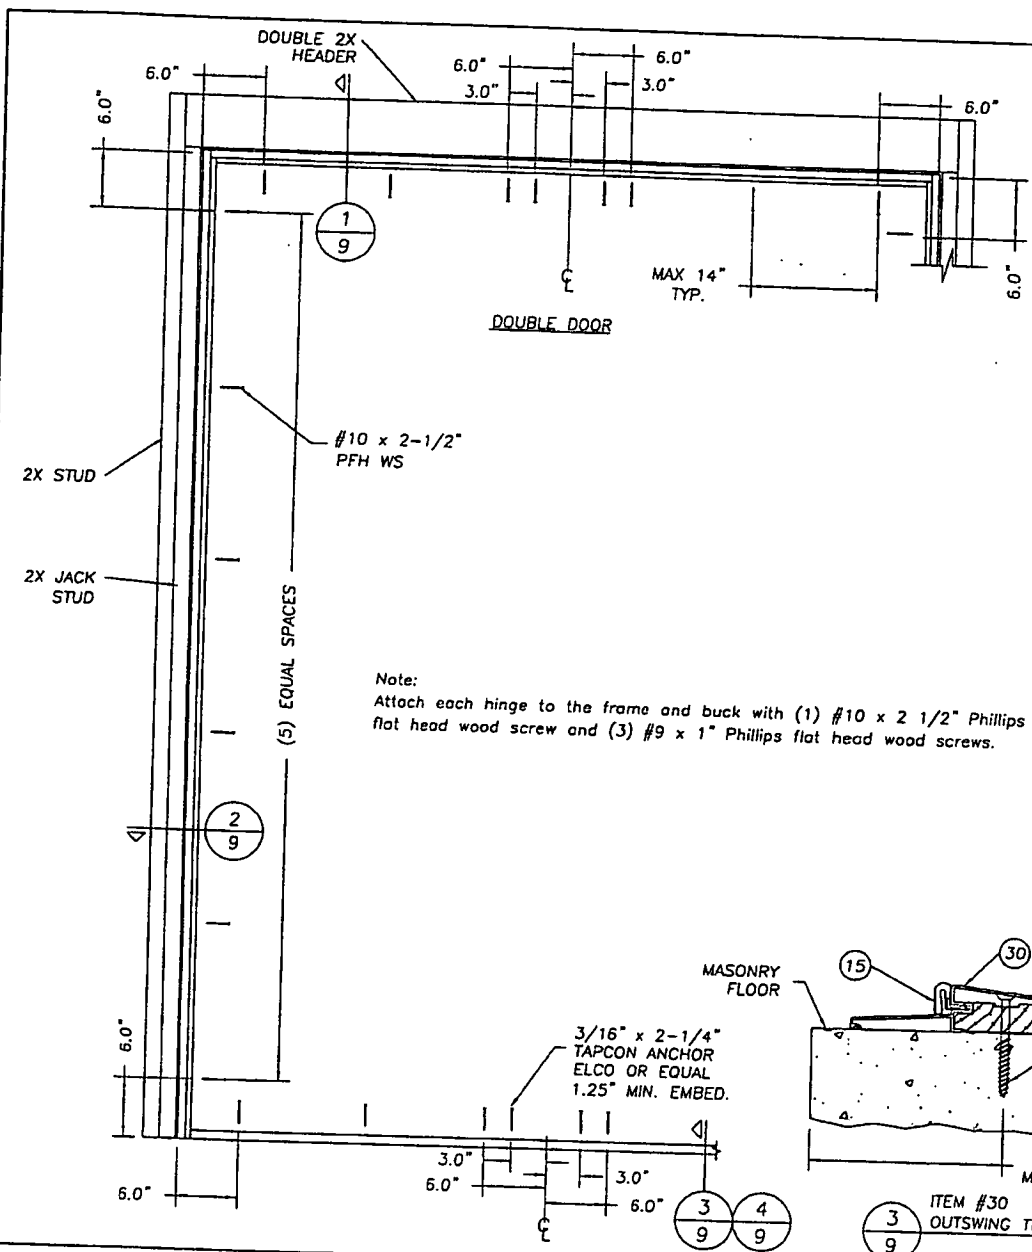 DOUBLE 2X
HEADER
6.0"
6.0"
6.0"
3.0"
3.0"
6.0"
6.0"
1
9
℄
MAX 14"
TYP.
6.0"
DOUBLE DOOR
#10 x 2-1/2"
PFH WS
2X STUD
2X JACK
STUD
(5) EQUAL SPACES
Note:
Attach each hinge to the frame and buck with (1) #10 x 2 1/2" Phillips
flat head wood screw and (3) #9 x 1" Phillips flat head wood screws.
2
9
MASONRY
FLOOR
15
30
6.0"
3/16" x 2-1/4"
TAPCON ANCHOR
ELCO OR EQUAL
1.25" MIN. EMBED.
6.0"
3.0"
6.0"
3.0"
6.0"
℄
3
9
4
9
M
3
9
ITEM #30
OUTSWING